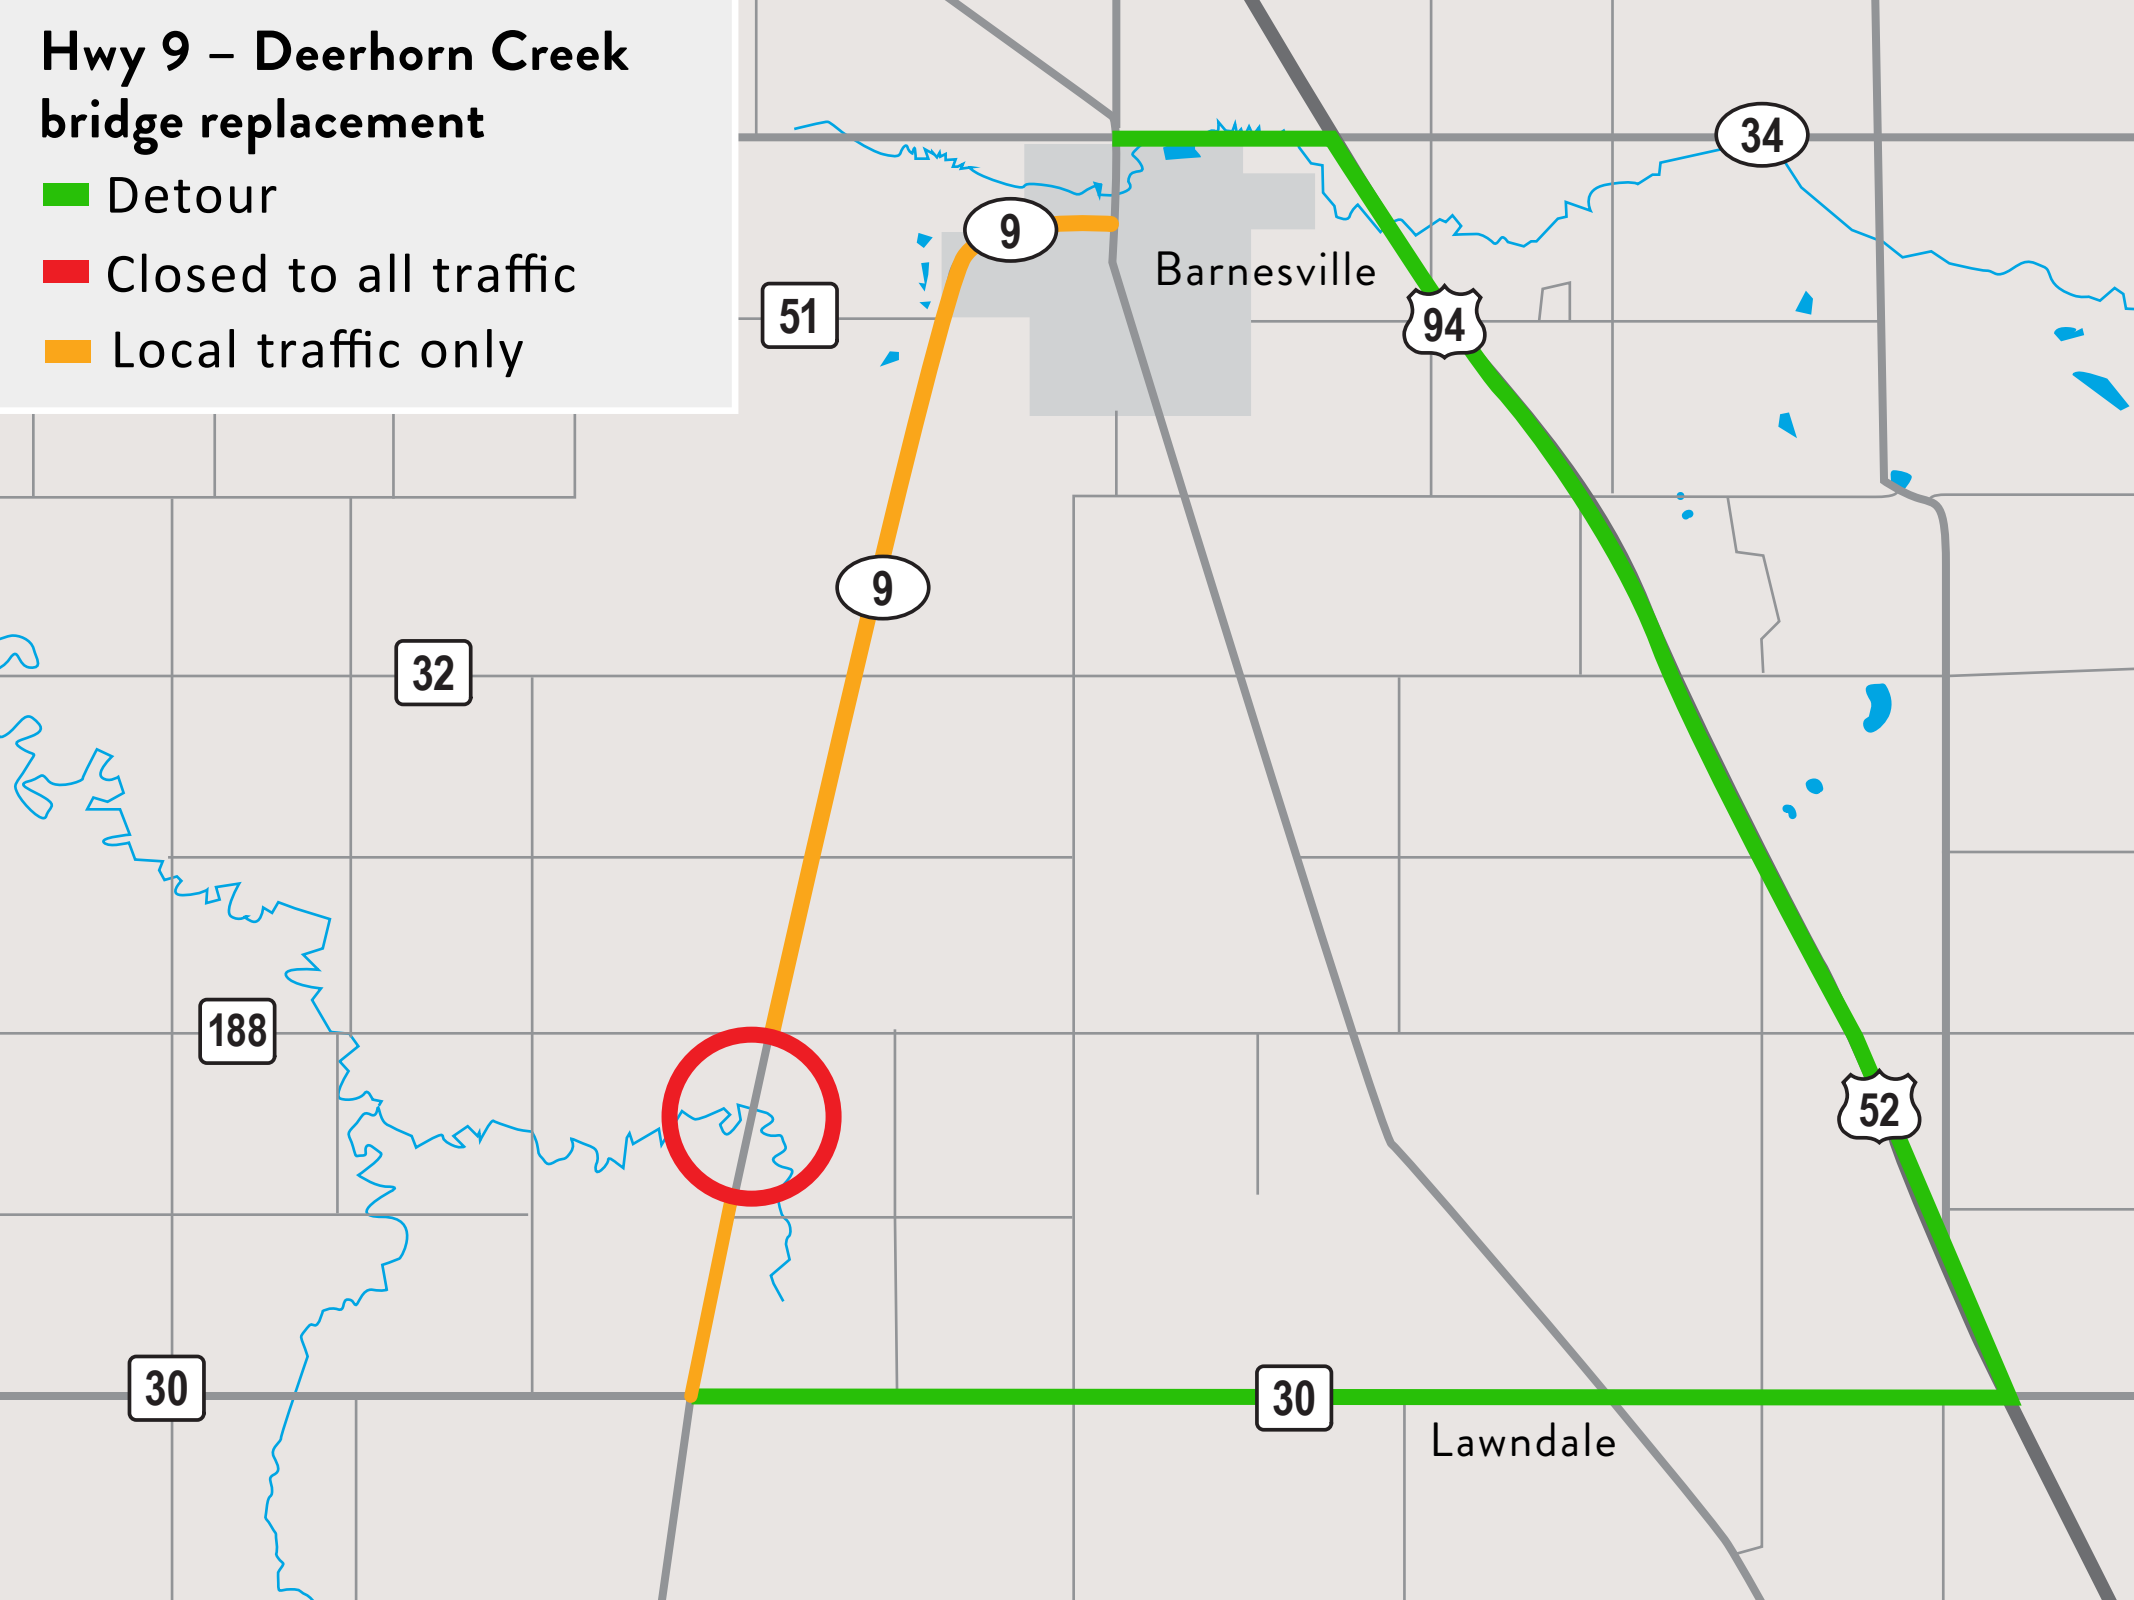 Hwy 9 – Deerhorn Creek
bridge replacement
Detour
Closed to all traffic
Local traffic only
34
9
Barnesville
51
94
9
32
188
52
30
30
Lawndale